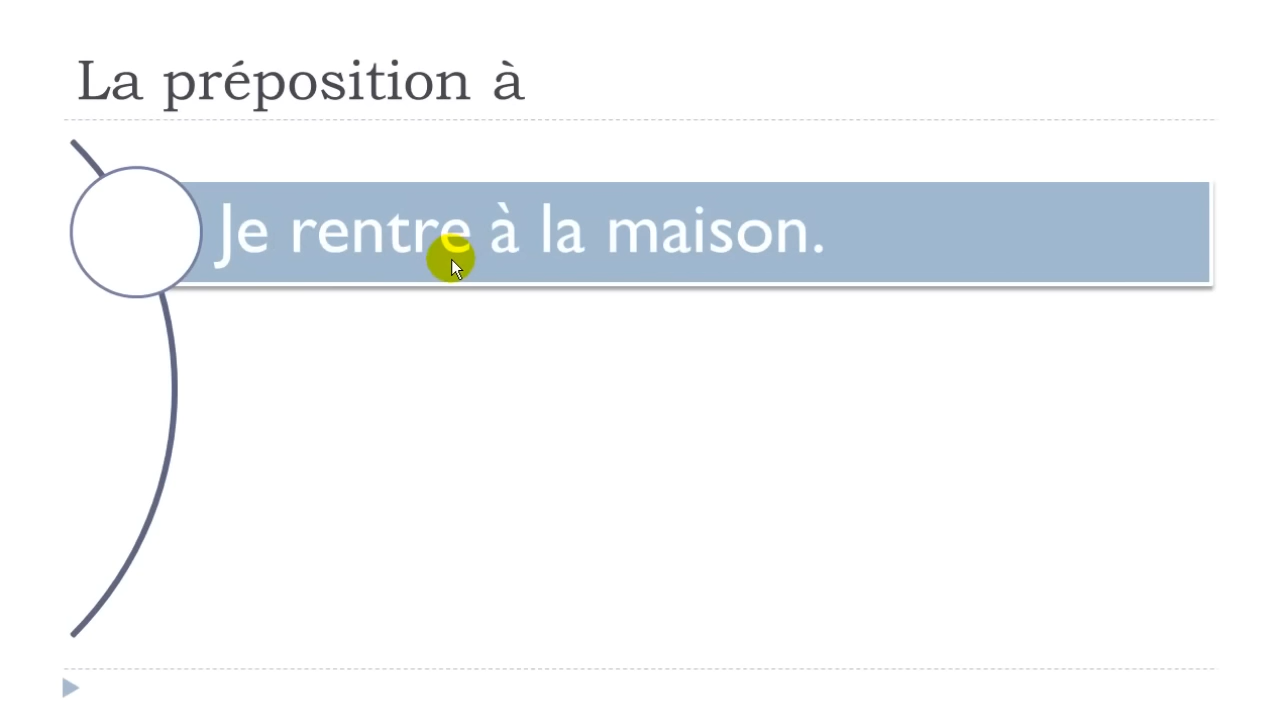 La préposition à
Je rentre à la maison.